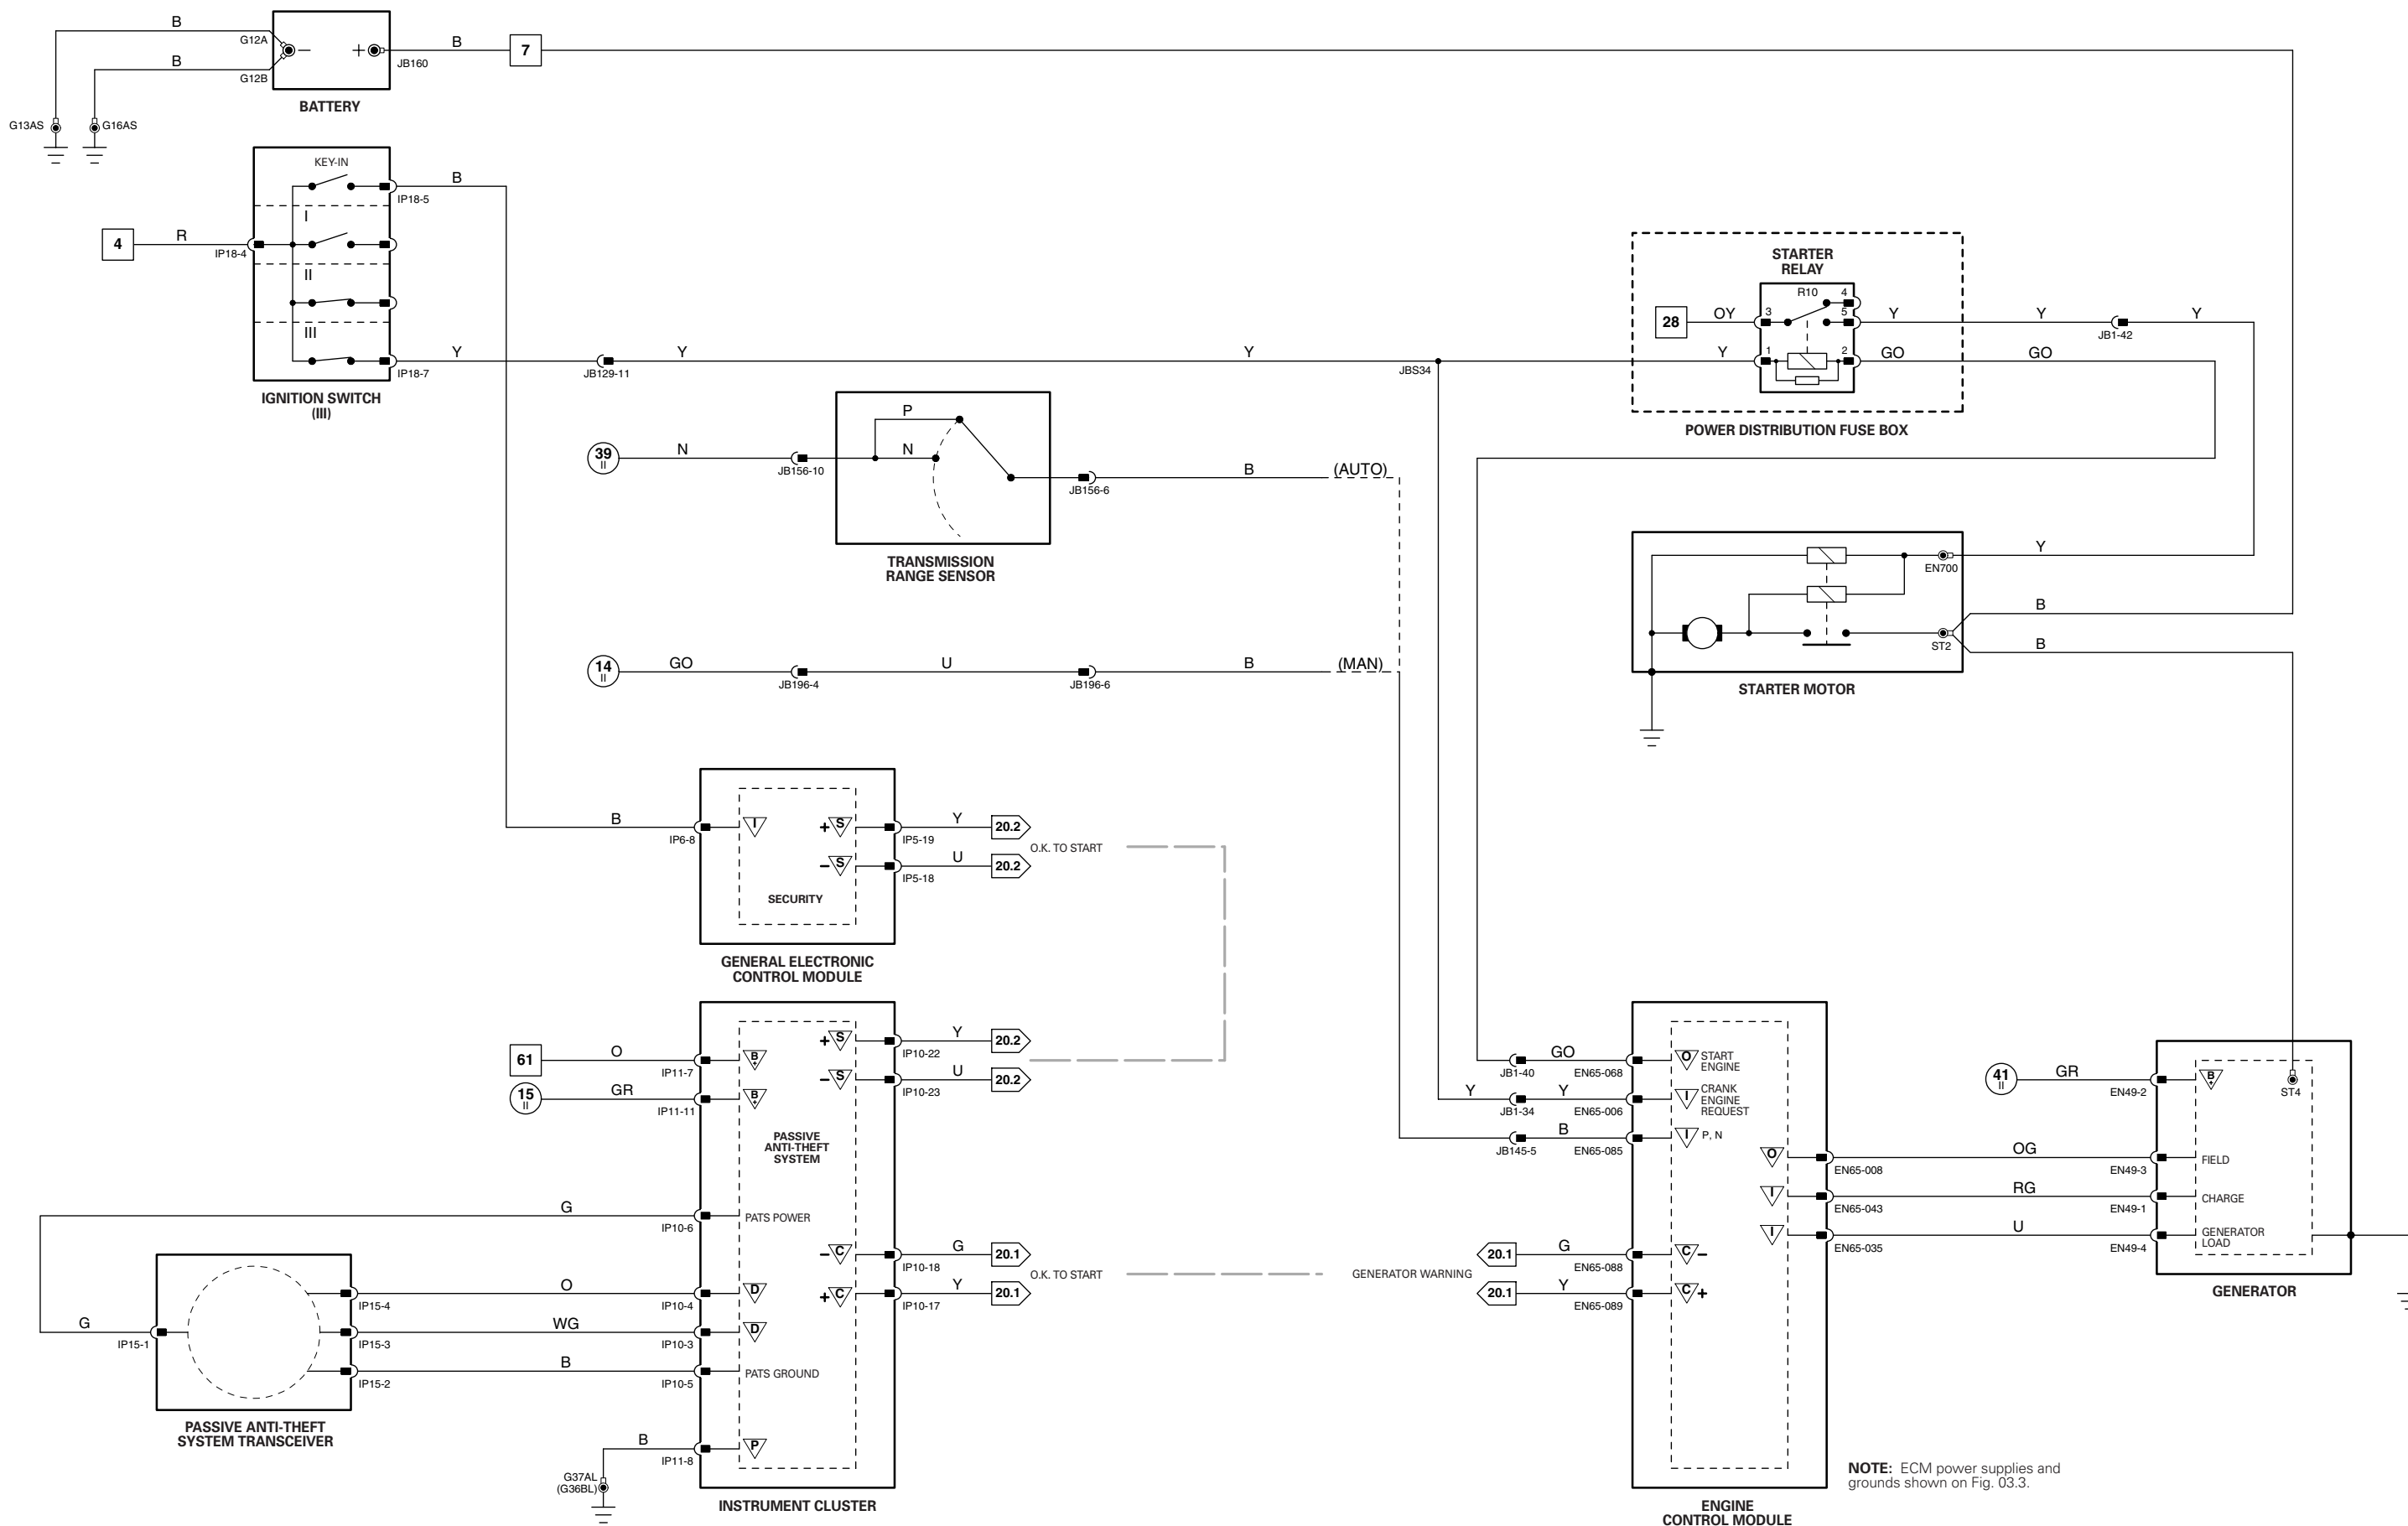 B
G12A
B
G12B
− +
JB160
B
7
BATTERY
G13AS
G16AS
KEY-IN
B
IP18-5
I
4
R
IP18-4
II
III
Y
IP18-7
IGNITION SWITCH
(III)
JB129-11
Y
Y
JBS34
STARTER
RELAY
R10
28
OY
3
4
5
Y
Y
JB1-42
Y
Y
1
2
GO
GO
POWER DISTRIBUTION FUSE BOX
39
II
N
JB156-10
P
N
JB156-6
B
(AUTO)
TRANSMISSION
RANGE SENSOR
14
II
GO
JB196-4
U
JB196-6
B
(MAN)
EN700
Y
B
ST2
B
STARTER MOTOR
B
IP6-8
I
+ S
IP5-19
Y
20.2
O.K. TO START
− S
IP5-18
U
20.2
SECURITY
GENERAL ELECTRONIC
CONTROL MODULE
61
O
IP11-7
B+
15
II
GR
IP11-11
B+
+ S
IP10-22
Y
20.2
− S
IP10-23
U
20.2
PASSIVE
ANTI-THEFT
SYSTEM
G
IP10-6
PATS POWER
− C
IP10-18
G
20.1
O.K. TO START
+ C
IP10-17
Y
20.1
G
IP15-1
IP15-4
O
IP10-4
D
IP15-3
WG
IP10-3
D
IP15-2
B
IP10-5
PATS GROUND
PASSIVE ANTI-THEFT
SYSTEM TRANSCEIVER
B
IP11-8
P
G37AL
(G36BL)
INSTRUMENT CLUSTER
JB1-40
GO
EN65-068
O
START
ENGINE
Y
JB1-34
Y
EN65-006
I
CRANK
ENGINE
REQUEST
JB145-5
B
EN65-085
I
P, N
GENERATOR WARNING
20.1
G
EN65-088
C −
20.1
Y
EN65-089
C +
O
EN65-008
OG
EN49-3
FIELD
I
EN65-043
RG
EN49-1
CHARGE
I
EN65-035
U
EN49-4
GENERATOR
LOAD
41
II
GR
EN49-2
B+
ST4
GENERATOR
NOTE: ECM power supplies and
grounds shown on Fig. 03.3.
ENGINE
CONTROL MODULE